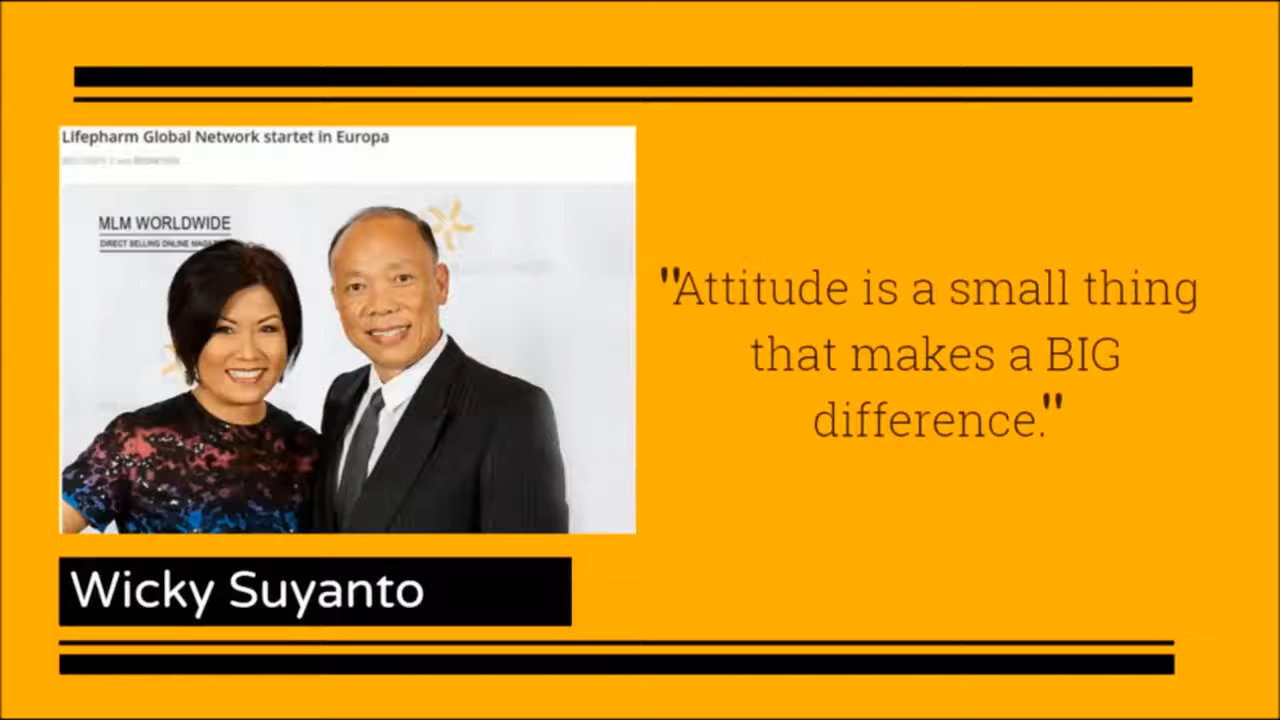 Lifepharm Global Network startet in Europa
MLM WORLDWIDE
DIRECT SELLING ONLINE
"Attitude is a small thing
that makes a BIG
difference."
Wicky Suyanto